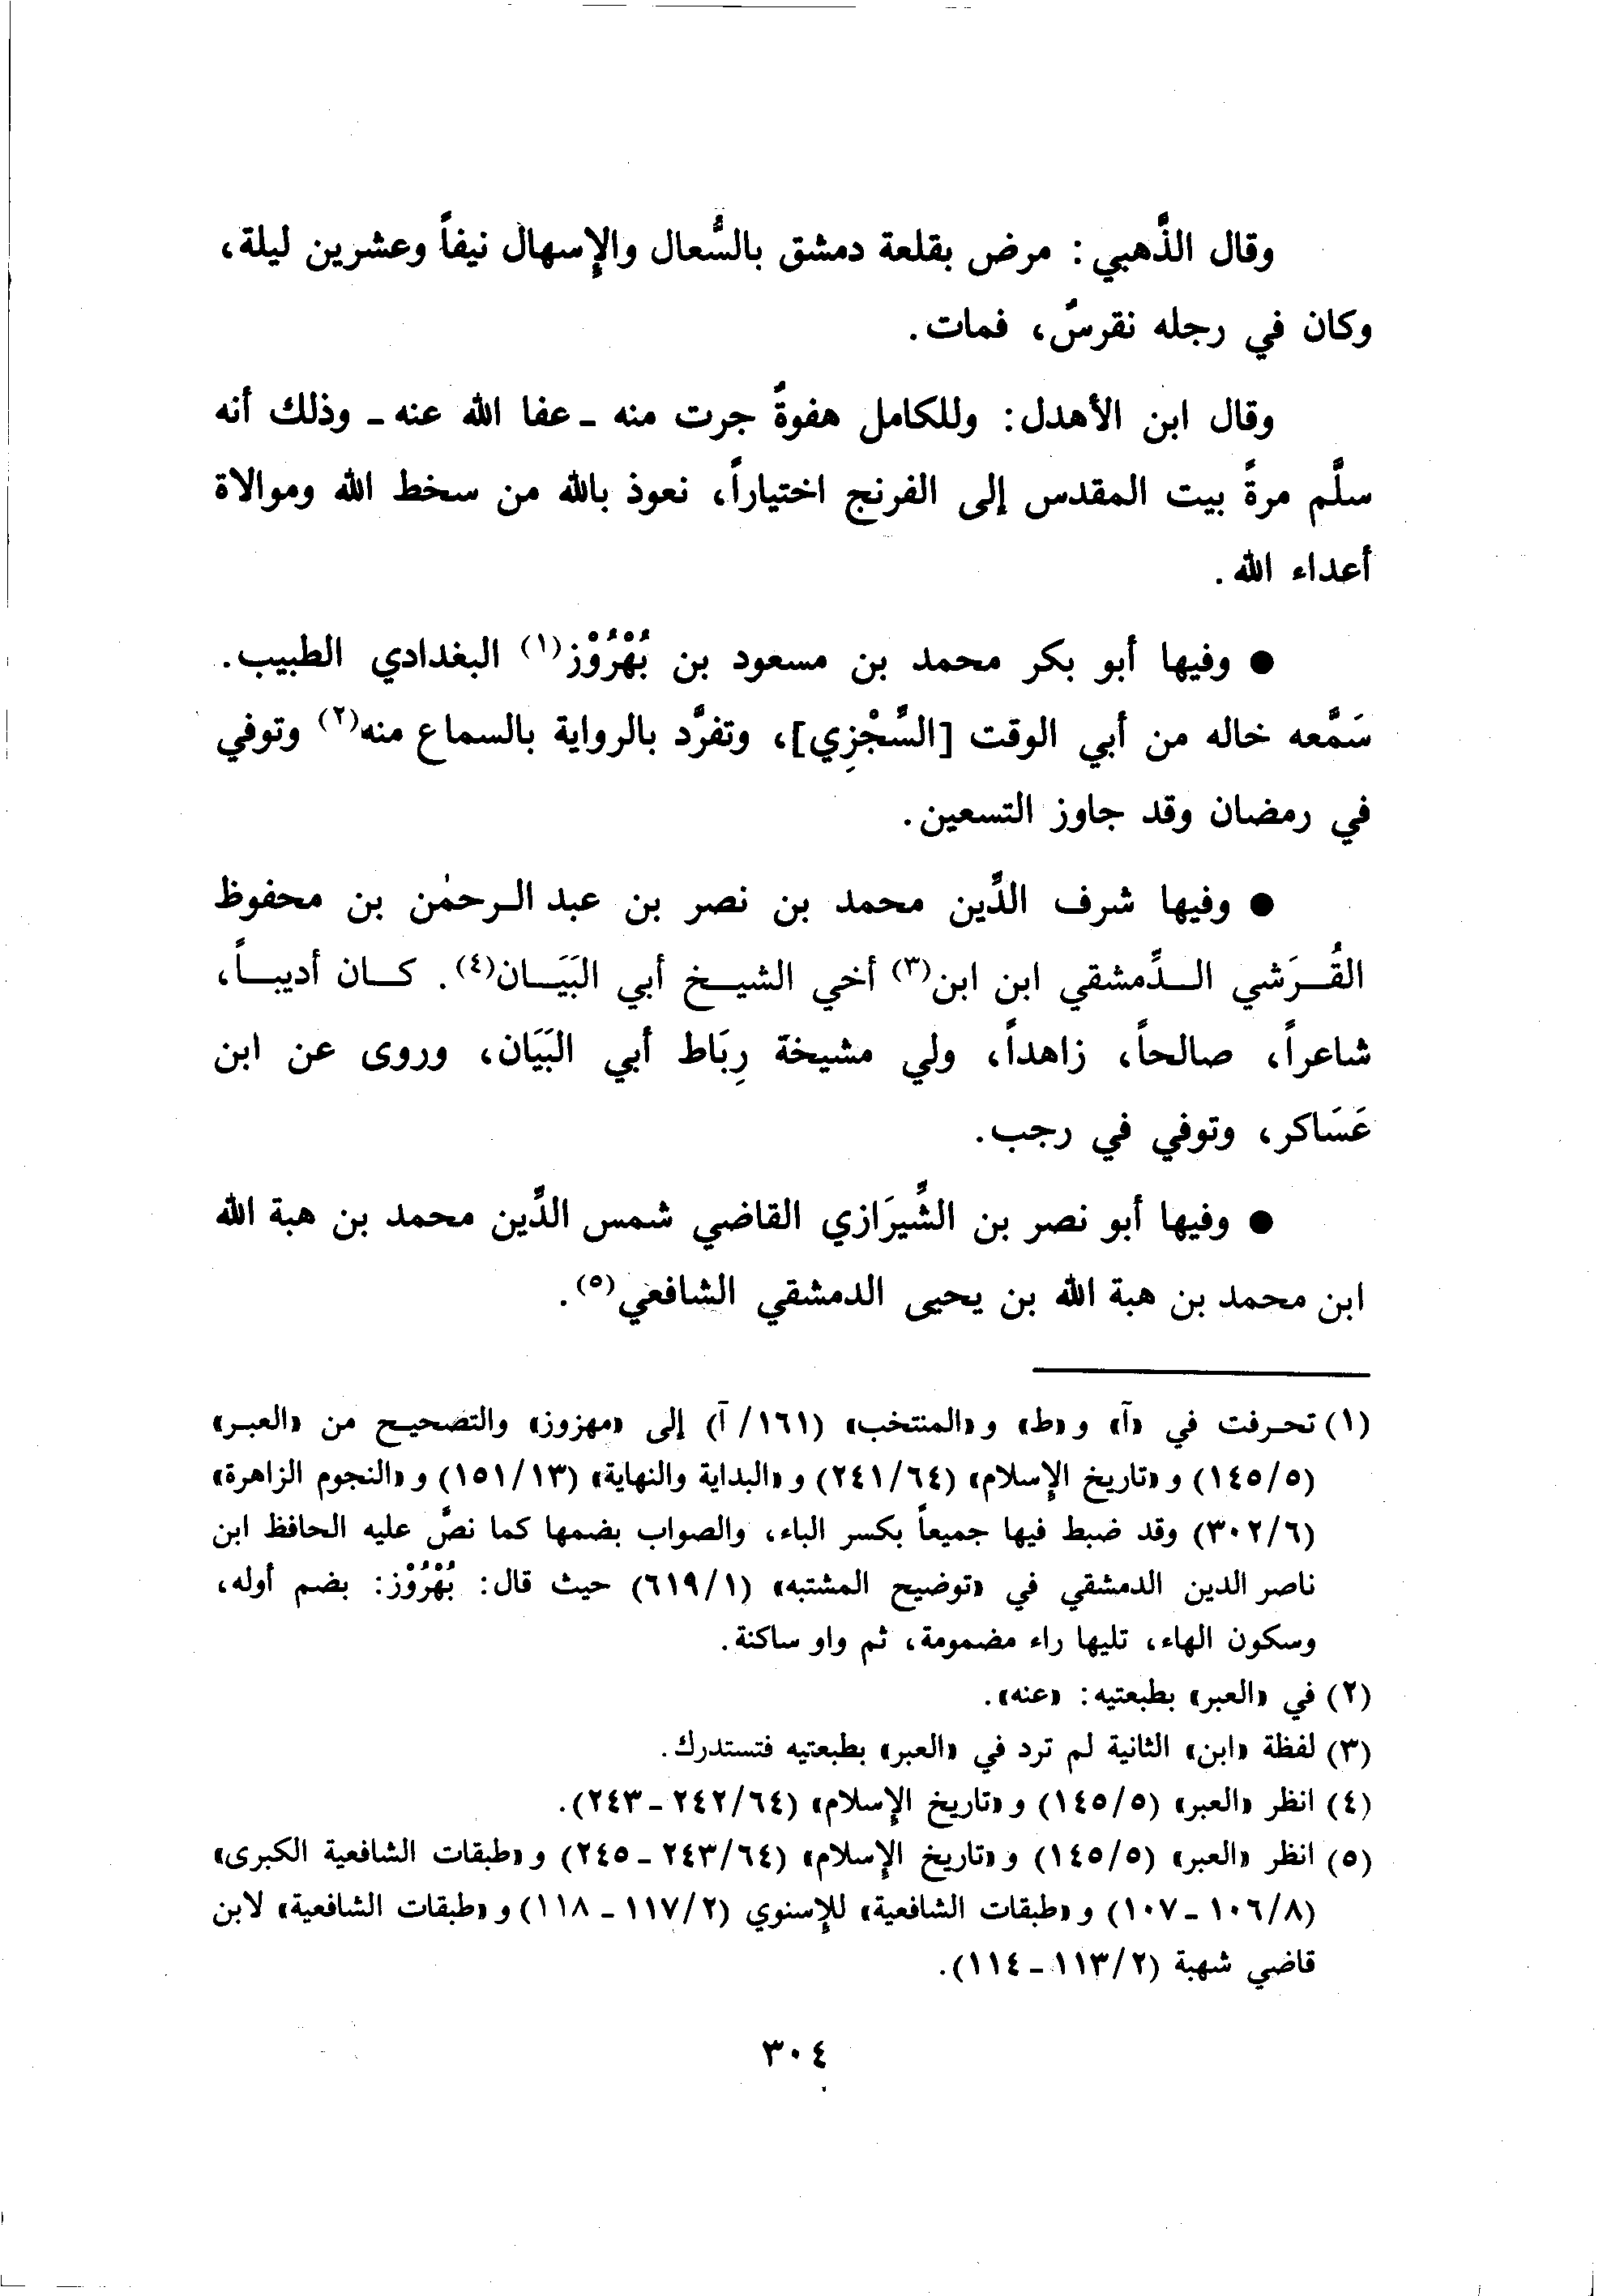 وقال الذَّهبي: مرض بقلعة دمشق بالسُّعال والإسهال نيفاً وعشرين ليلة،
وكان في رجله نقرسٌ، فمات.
وقال ابن الأهدل: وللكامل هفوةٌ جرت منه - عفا الله عنه - وذلك أنه
سلَّم مرةً بيت المقدس إلى الفرنج اختياراً، نعوذ بالله من سخط الله وموالاة
أعداء الله.
● وفيها أبو بكر محمد بن مسعود بن بُهْرُوْز(١) البغدادي الطبيب.
سَمَّعه خاله من أبي الوقت [السِّجْزِي]، وتفرَّد بالرواية بالسماع منه(٢) وتوفي
في رمضان وقد جاوز التسعين.
● وفيها شرف الدِّين محمد بن نصر بن عبد الرحمٰن بن محفوظ
القُرَشي الدِّمشقي ابن ابن(٣) أخي الشيخ أبي البَيَان(٤). كان أديباً،
شاعراً، صالحاً، زاهداً، ولي مشيخة رِبَاط أبي البَيَان، وروى عن ابن
عَسَاكر، وتوفي في رجب.
● وفيها أبو نصر بن الشِّيرَازي القاضي شمس الدِّين محمد بن هبة الله
ابن محمد بن هبة الله بن يحيى الدمشقي الشافعي(٥).
(١) تحرفت في «آ» و«ط» و«المنتخب» (١٦١/ آ) إلى «مهزوز» والتصحيح من «العبر»
(١٤٥/٥) و«تاريخ الإسلام» (٢٤١/٦٤) و«البداية والنهاية» (١٥١/١٣) و«النجوم الزاهرة»
(٣٠٢/٦) وقد ضبط فيها جميعاً بكسر الباء، والصواب بضمها كما نصَّ عليه الحافظ ابن
ناصر الدين الدمشقي في «توضيح المشتبه» (٦١٩/١) حيث قال: بُهْرُوْز: بضم أوله،
وسكون الهاء، تليها راء مضمومة، ثم واو ساكنة.
(٢) في «العبر» بطبعتيه: «عنه».
(٣) لفظة «ابن» الثانية لم ترد في «العبر» بطبعتيه فتستدرك.
(٤) انظر «العبر» (١٤٥/٥) و«تاريخ الإسلام» (٢٤٢/٦٤ - ٢٤٣).
(٥) انظر «العبر» (١٤٥/٥) و«تاريخ الإسلام» (٢٤٣/٦٤ - ٢٤٥) و«طبقات الشافعية الكبرى»
(١٠٦/٨ - ١٠٧) و«طبقات الشافعية» للإسنوي (١١٧/٢ - ١١٨) و«طبقات الشافعية» لابن
قاضي شهبة (١١٣/٢ - ١١٤).
٣٠٤